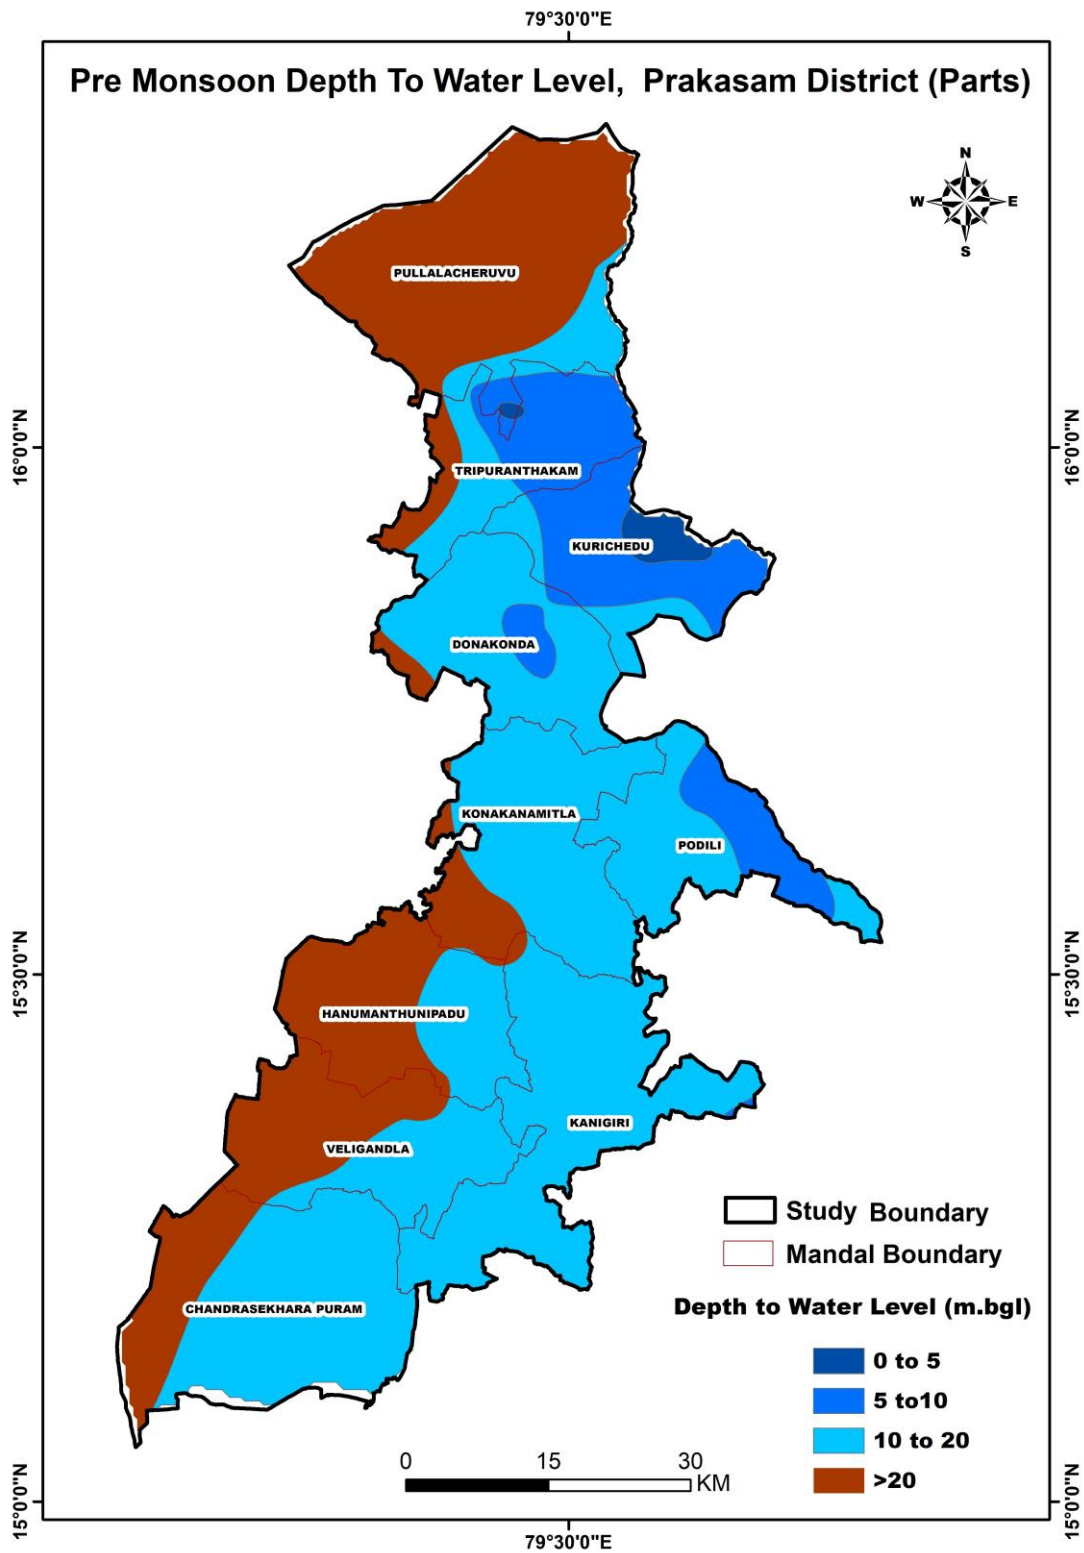 79°30'0"E
Pre Monsoon Depth To Water Level, Prakasam District (Parts)
N
W E
S
PULLALACHERUVU
16°0'0"N
16°0'0"N
TRIPURANTHAKAM
KURICHEDU
DONAKONDA
KONAKANAMITLA
PODILI
15°30'0"N
15°30'0"N
HANUMANTHUNIPADU
KANIGIRI
VELIGANDLA
Study Boundary
Mandal Boundary
CHANDRASEKHARA PURAM
Depth to Water Level (m.bgl)
0 to 5
5 to10
10 to 20
>20
0 15 30
KM
15°0'0"N
15°0'0"N
79°30'0"E